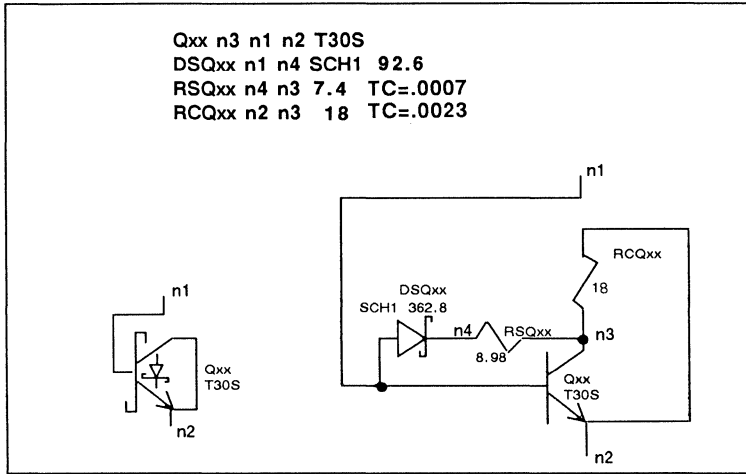 Qxx n3 n1 n2 T30S
DSQxx n1 n4 SCH1 92.6
RSQxx n4 n3 7.4 TC=.0007
RCQxx n2 n3 18 TC=.0023
n1
Qxx
T30S
n2
n1
RCQxx
18
DSQxx
SCH1 362.8
n4
RSQxx
8.98
n3
Qxx
T30S
n2